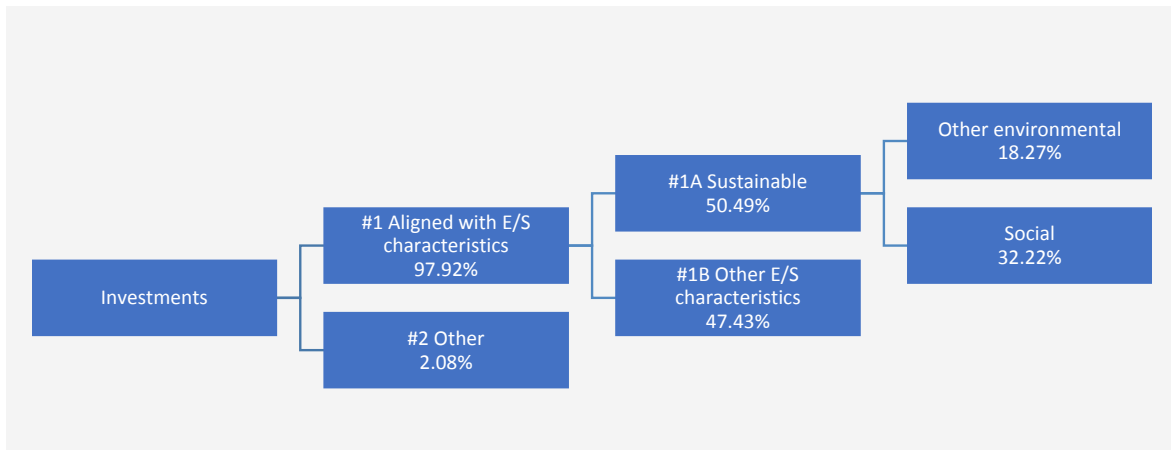 Investments
#1 Aligned with E/S
characteristics
97.92%
#2 Other
2.08%
#1A Sustainable
50.49%
#1B Other E/S
characteristics
47.43%
Other environmental
18.27%
Social
32.22%